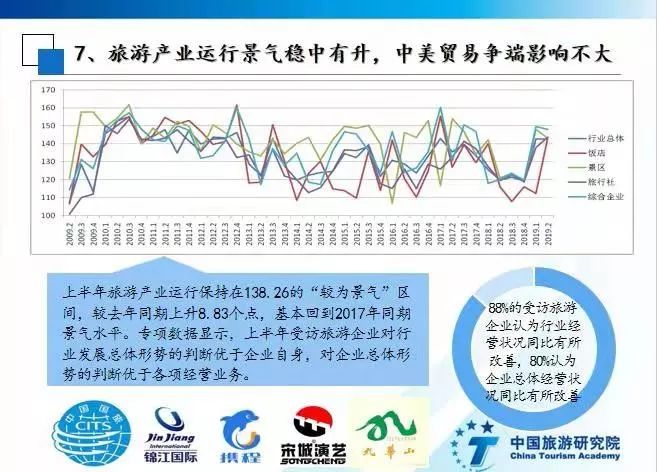 7、旅游产业运行景气稳中有升，中美贸易争端影响不大
170
160
150
140
130
120
110
100
行业总体
饭店
景区
旅行社
综合企业
2009.2
2009.3
2009.4
2010.1
2010.2
2010.3
2010.4
2011.1
2011.2
2011.3
2011.4
2012.1
2012.2
2012.3
2012.4
2013.1
2013.2
2013.3
2013.4
2014.1
2014.2
2014.3
2014.4
2015.1
2015.2
2015.3
2015.4
2016.1
2016.2
2016.3
2016.4
2017.1
2017.2
2017.3
2017.4
2018.1
2018.2
2018.3
2018.4
2019.1
2019.2
上半年旅游产业运行保持在138.26的“较为景气”区
间，较去年同期上升8.83个点，基本回到2017年同期
景气水平。专项数据显示，上半年受访旅游企业对行
业发展总体形势的判断优于企业自身，对企业总体形
势的判断优于各项经营业务。
88%的受访旅游
企业认为行业经
营状况同比有所
改善，80%认为
企业总体经营状
况同比有所改善
中国国旅
CITS
Jin Jiang
International
锦江国际
携程
宋城演艺
SONGCHENG
九华山
中国旅游研究院
China Tourism Academy